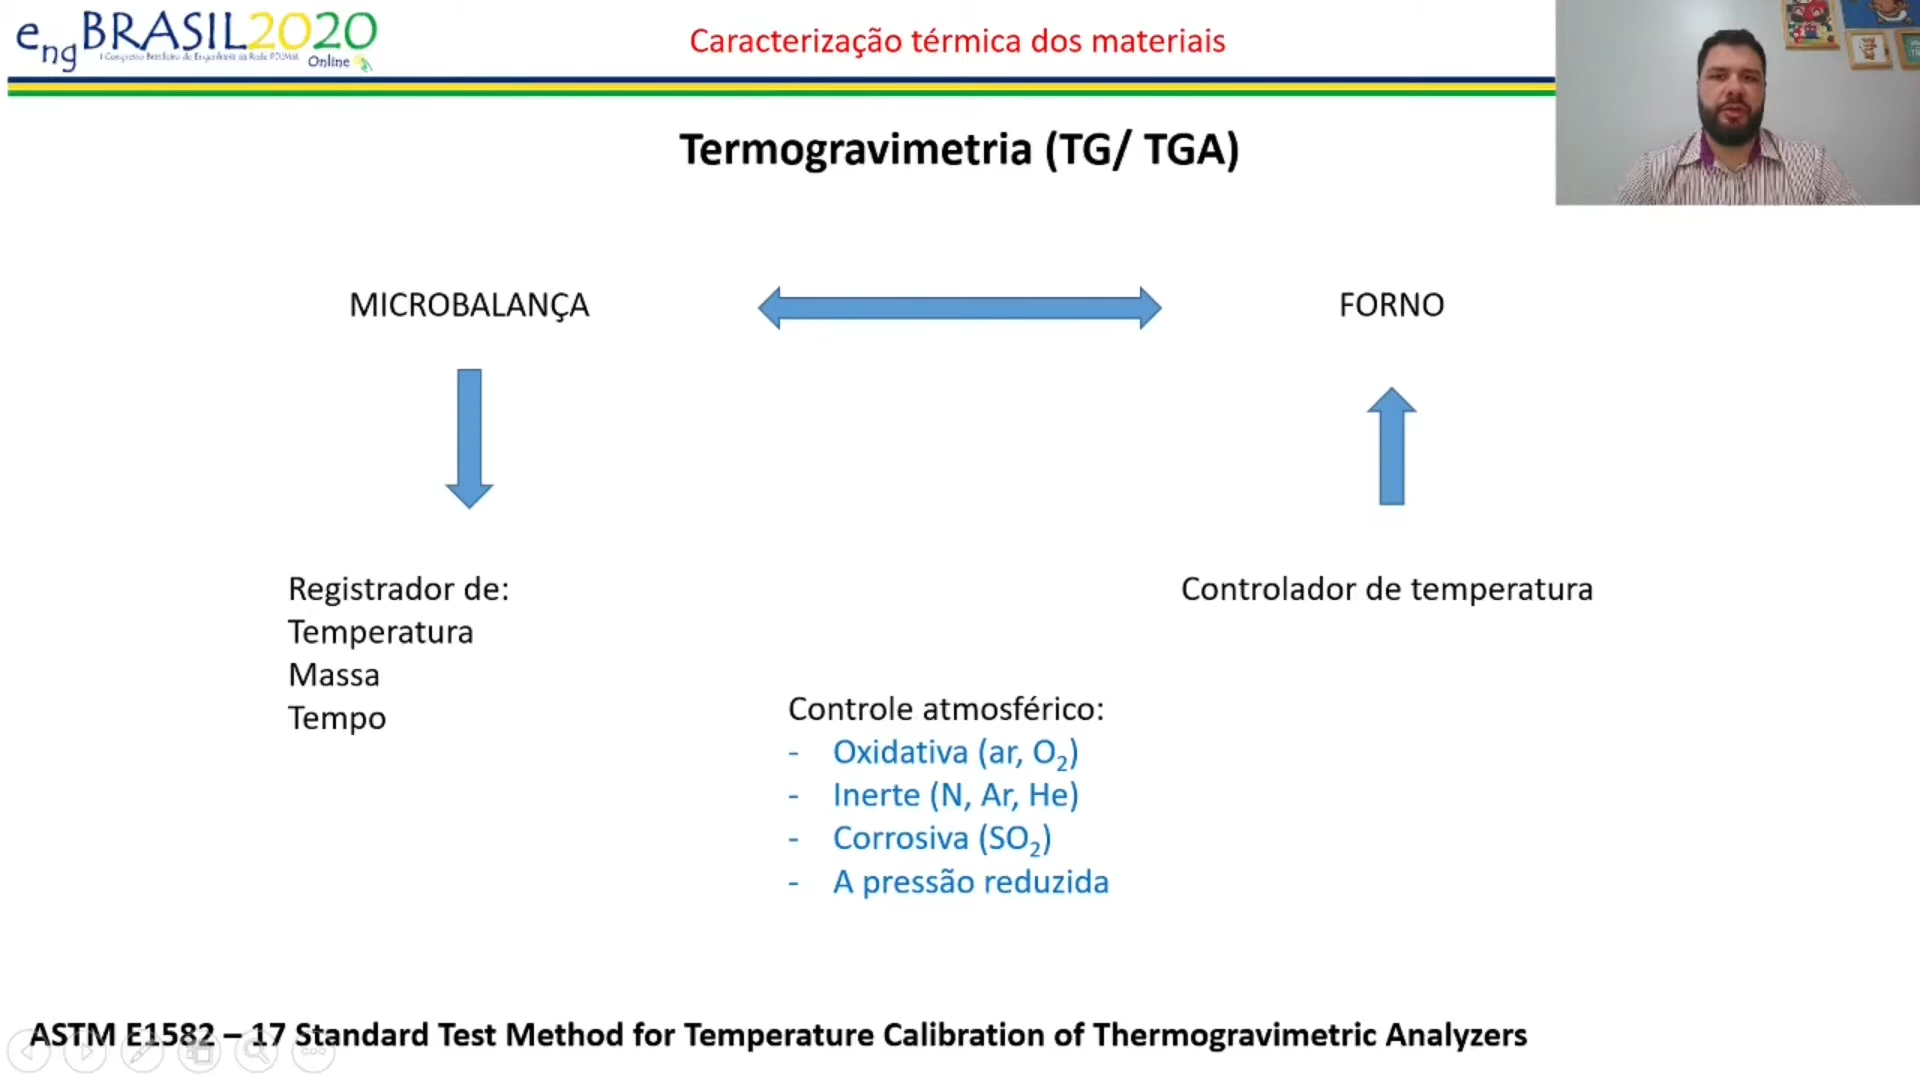 engBRASIL2020
I Congresso Brasileiro de Engenharia da Rede
Online
Caracterização térmica dos materiais
Termogravimetria (TG/ TGA)
MICROBALANÇA
FORNO
Registrador de:
Temperatura
Massa
Tempo
Controlador de temperatura
Controle atmosférico:
- Oxidativa (ar, O₂)
- Inerte (N, Ar, He)
- Corrosiva (SO₂)
- A pressão reduzida
ASTM E1582 – 17 Standard Test Method for Temperature Calibration of Thermogravimetric Analyzers